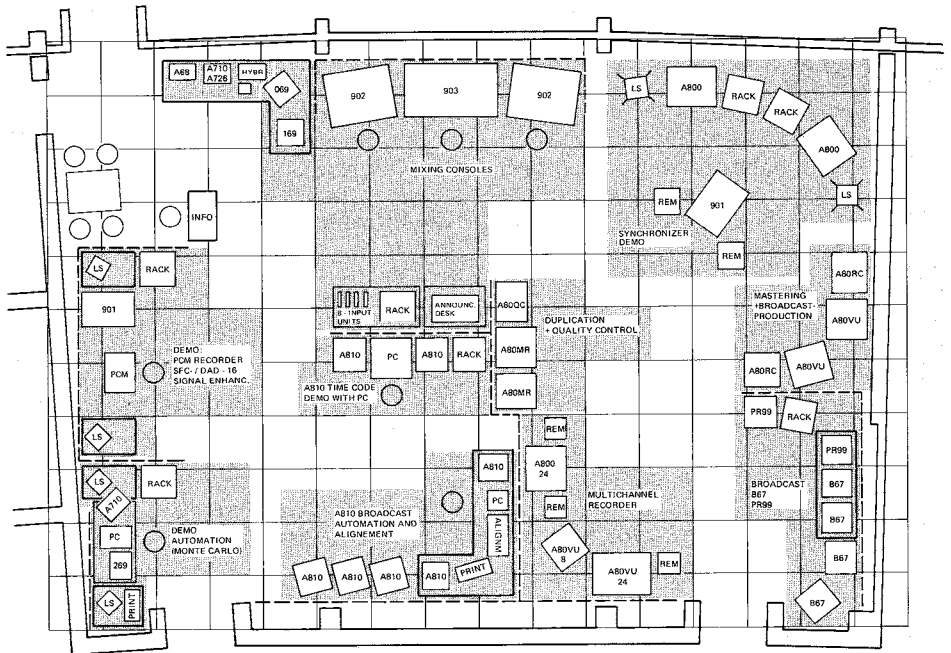 A68
A710
A726
HYBR
069
169
902
903
902
MIXING CONSOLES
LS
A800
RACK
RACK
A800
LS
REM
901
REM
SYNCHRONIZER
DEMO
INFO
LS
RACK
901
PCM
DEMO:
PCM RECORDER
SFC- / DAD - 16
SIGNAL ENHANC.
LS
8 - INPUT
UNITS
RACK
ANNOUNC.
DESK
A810
PC
A810
RACK
A810 TIME CODE
DEMO WITH PC
A80QC
A80MR
A80MR
DUPLICATION
+ QUALITY CONTROL
A80RC
MASTERING
+BROADCAST-
PRODUCTION
A80VU
A80RC
A80VU
PR99
RACK
PR99
B67
B67
B67
B67
BROADCAST
B67
PR99
LS
RACK
A710
PC
269
LS
PRINT
DEMO
AUTOMATION
(MONTE CARLO)
A810 BROADCAST
AUTOMATION AND
ALIGNEMENT
A810
PC
ALIGNM
PRINT
A810
A810
A810
A810
REM
A800
24
REM
MULTICHANNEL
RECORDER
A80VU
8
A80VU
24
REM